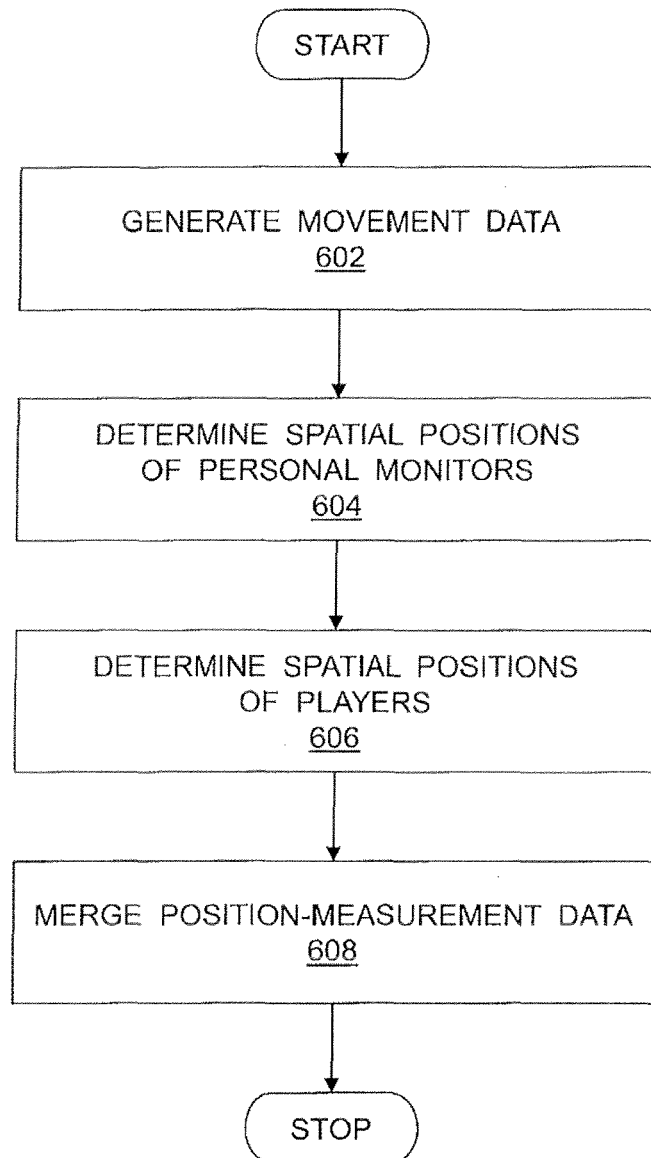 START
GENERATE MOVEMENT DATA
602
DETERMINE SPATIAL POSITIONS
OF PERSONAL MONITORS
604
DETERMINE SPATIAL POSITIONS
OF PLAYERS
606
MERGE POSITION-MEASUREMENT DATA
608
STOP